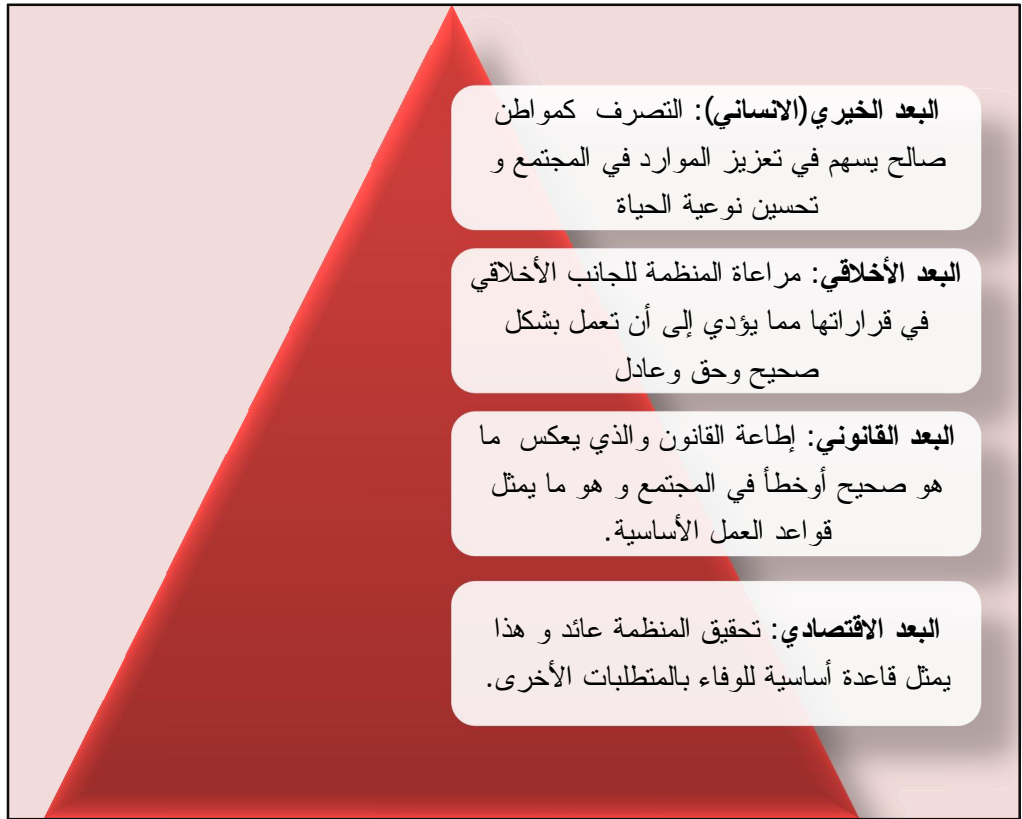 البعد الخيري(الانساني): التصرف كمواطن
صالح يسهم في تعزيز الموارد في المجتمع و
تحسين نوعية الحياة
البعد الأخلاقي: مراعاة المنظمة للجانب الأخلاقي
في قراراتها مما يؤدي إلى أن تعمل بشكل
صحيح وحق وعادل
البعد القانوني: إطاعة القانون والذي يعكس ما
هو صحيح أوخطأ في المجتمع و هو ما يمثل
قواعد العمل الأساسية.
البعد الاقتصادي: تحقيق المنظمة عائد و هذا
يمثل قاعدة أساسية للوفاء بالمتطلبات الأخرى.